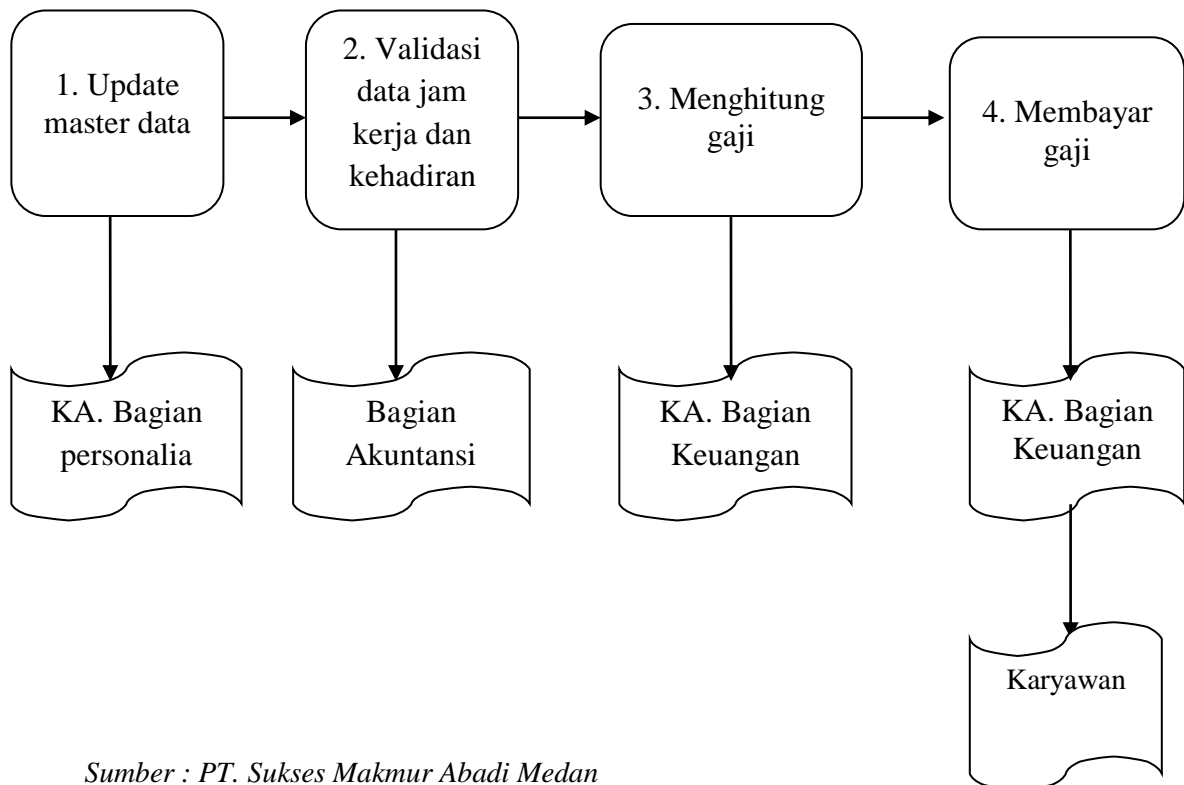 1. Update
master data
2. Validasi
data jam
kerja dan
kehadiran
3. Menghitung
gaji
4. Membayar
gaji
KA. Bagian
personalia
Bagian
Akuntansi
KA. Bagian
Keuangan
KA. Bagian
Keuangan
Karyawan
Sumber : PT. Sukses Makmur Abadi Medan